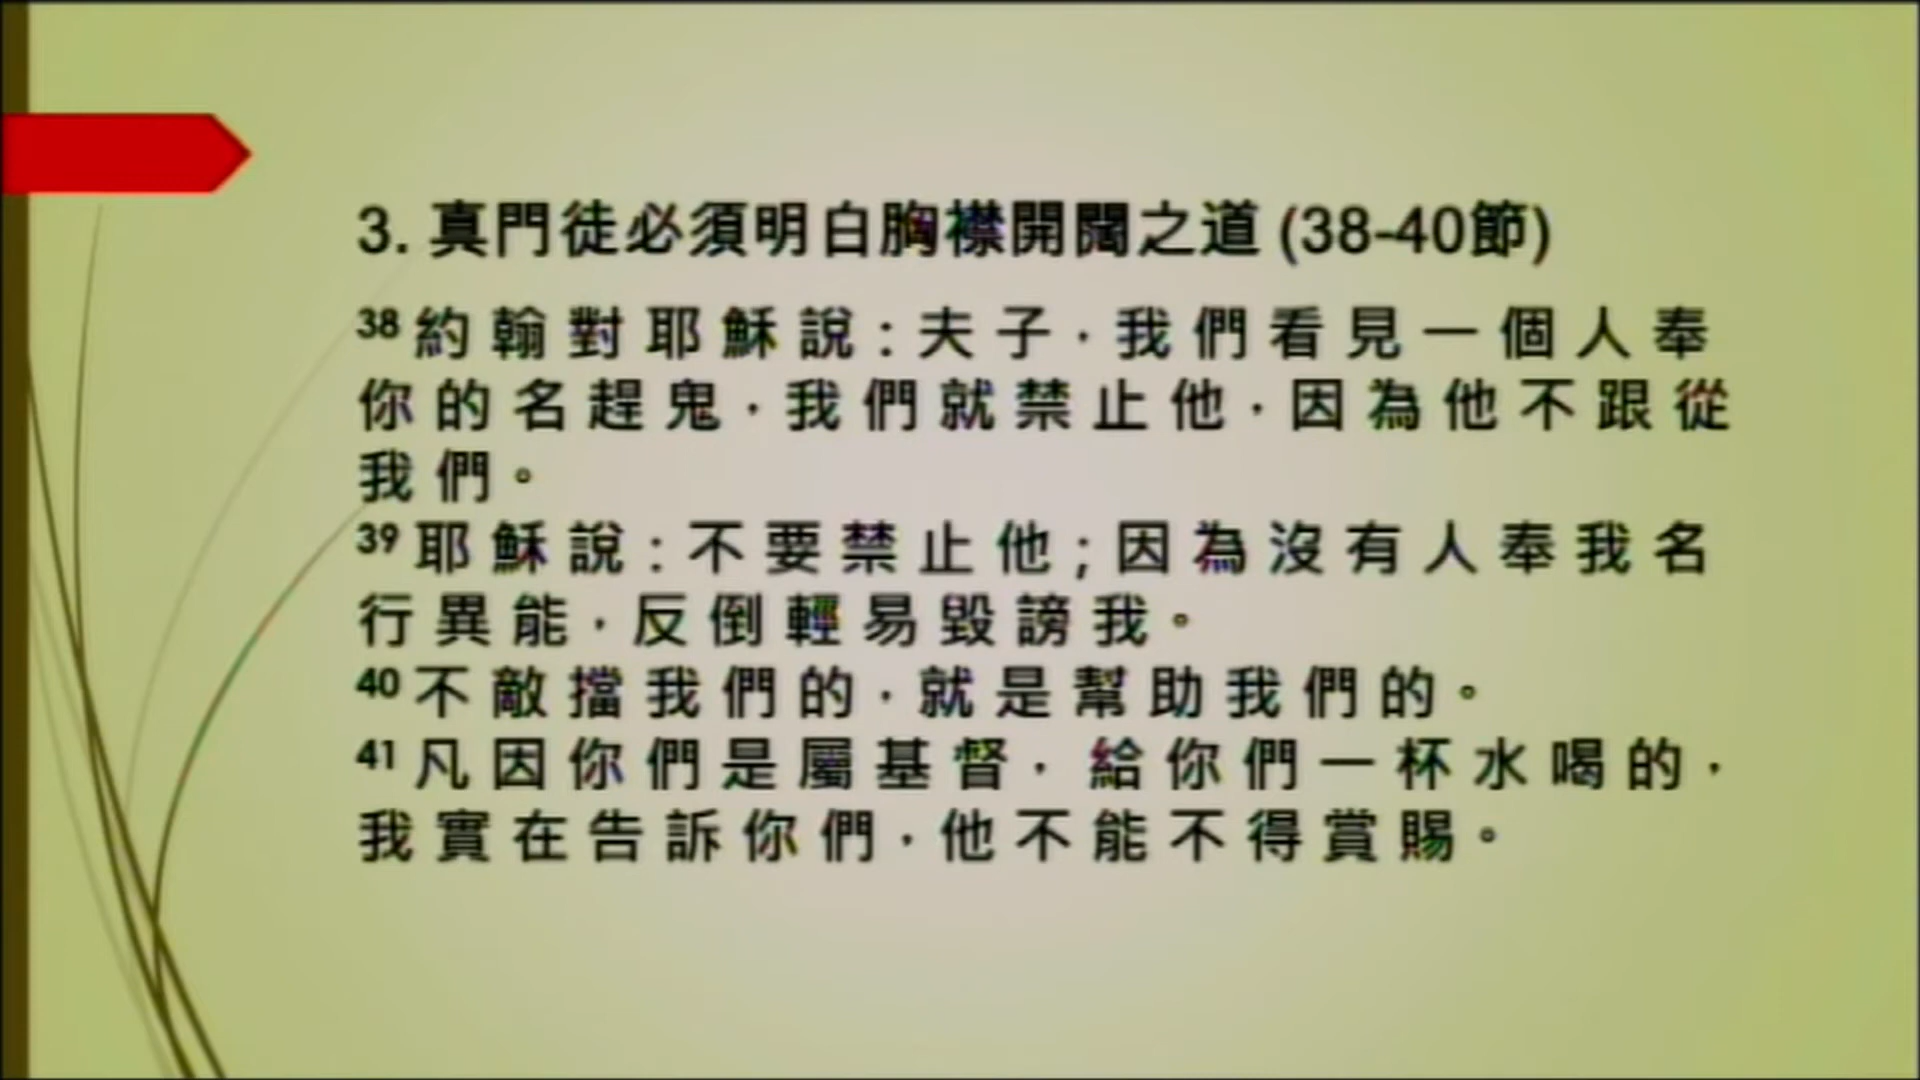 3. 真門徒必須明白胸襟開闊之道 (38-40節)
38 約翰對耶穌說:夫子,我們看見一個人奉
你的名趕鬼,我們就禁止他,因為他不跟從
我們。
39 耶穌說:不要禁止他;因為沒有人奉我名
行異能,反倒輕易毀謗我。
40 不敵擋我們的,就是幫助我們的。
41 凡因你們是屬基督,給你們一杯水喝的,
我實在告訴你們,他不能不得賞賜。